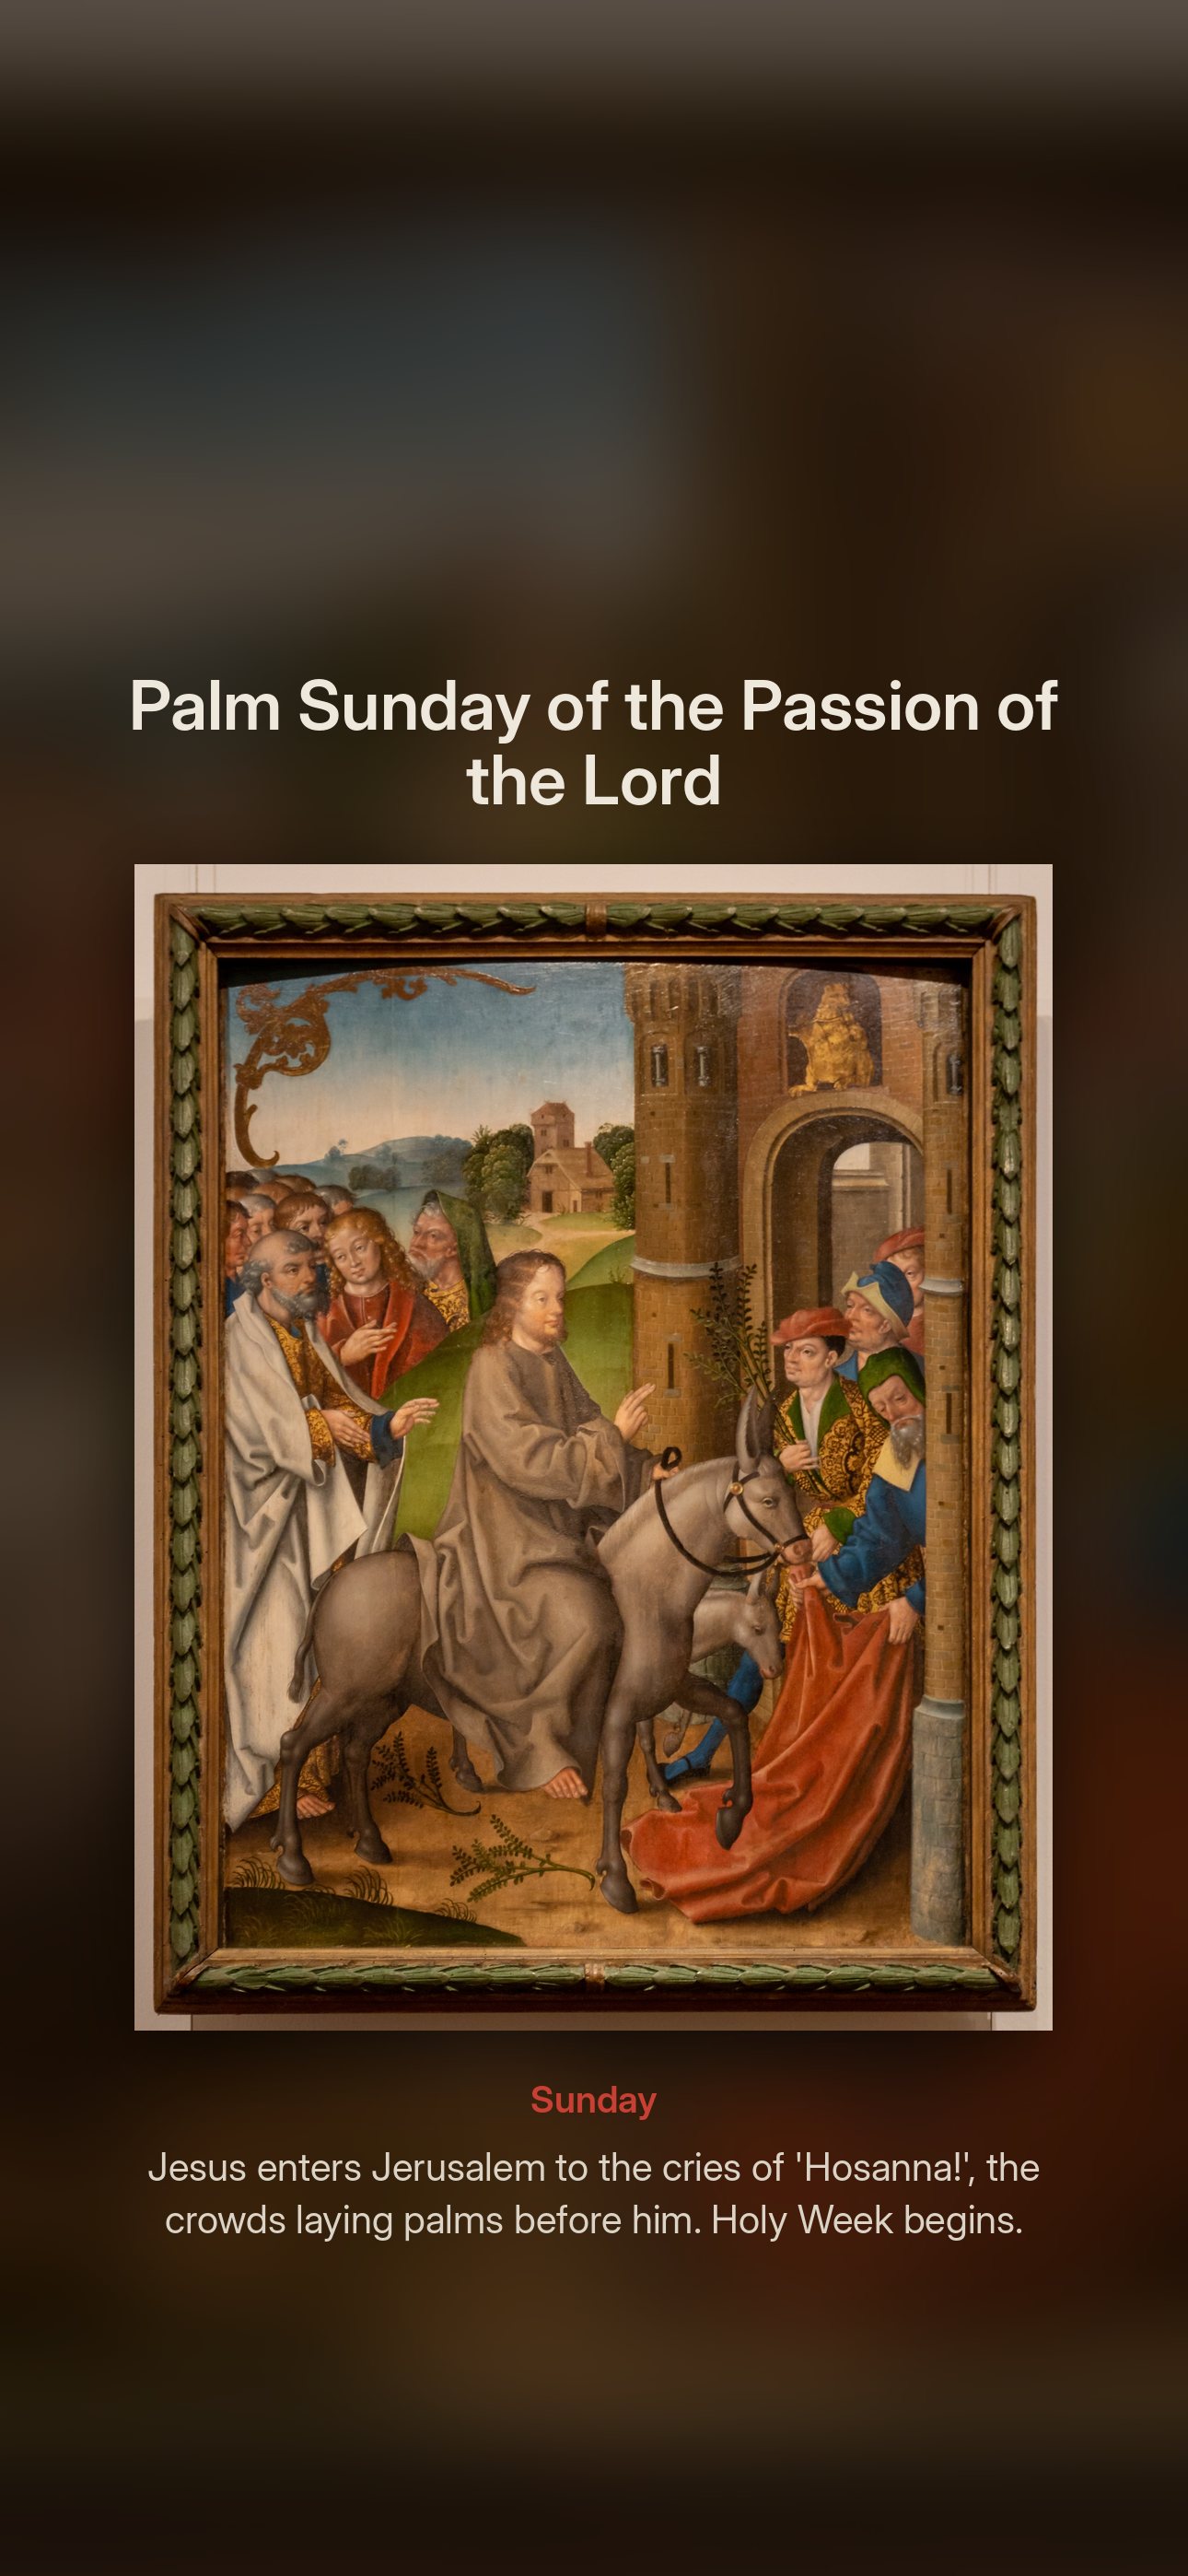 Palm Sunday of the Passion of
the Lord
Sunday
Jesus enters Jerusalem to the cries of 'Hosanna!', the
crowds laying palms before him. Holy Week begins.